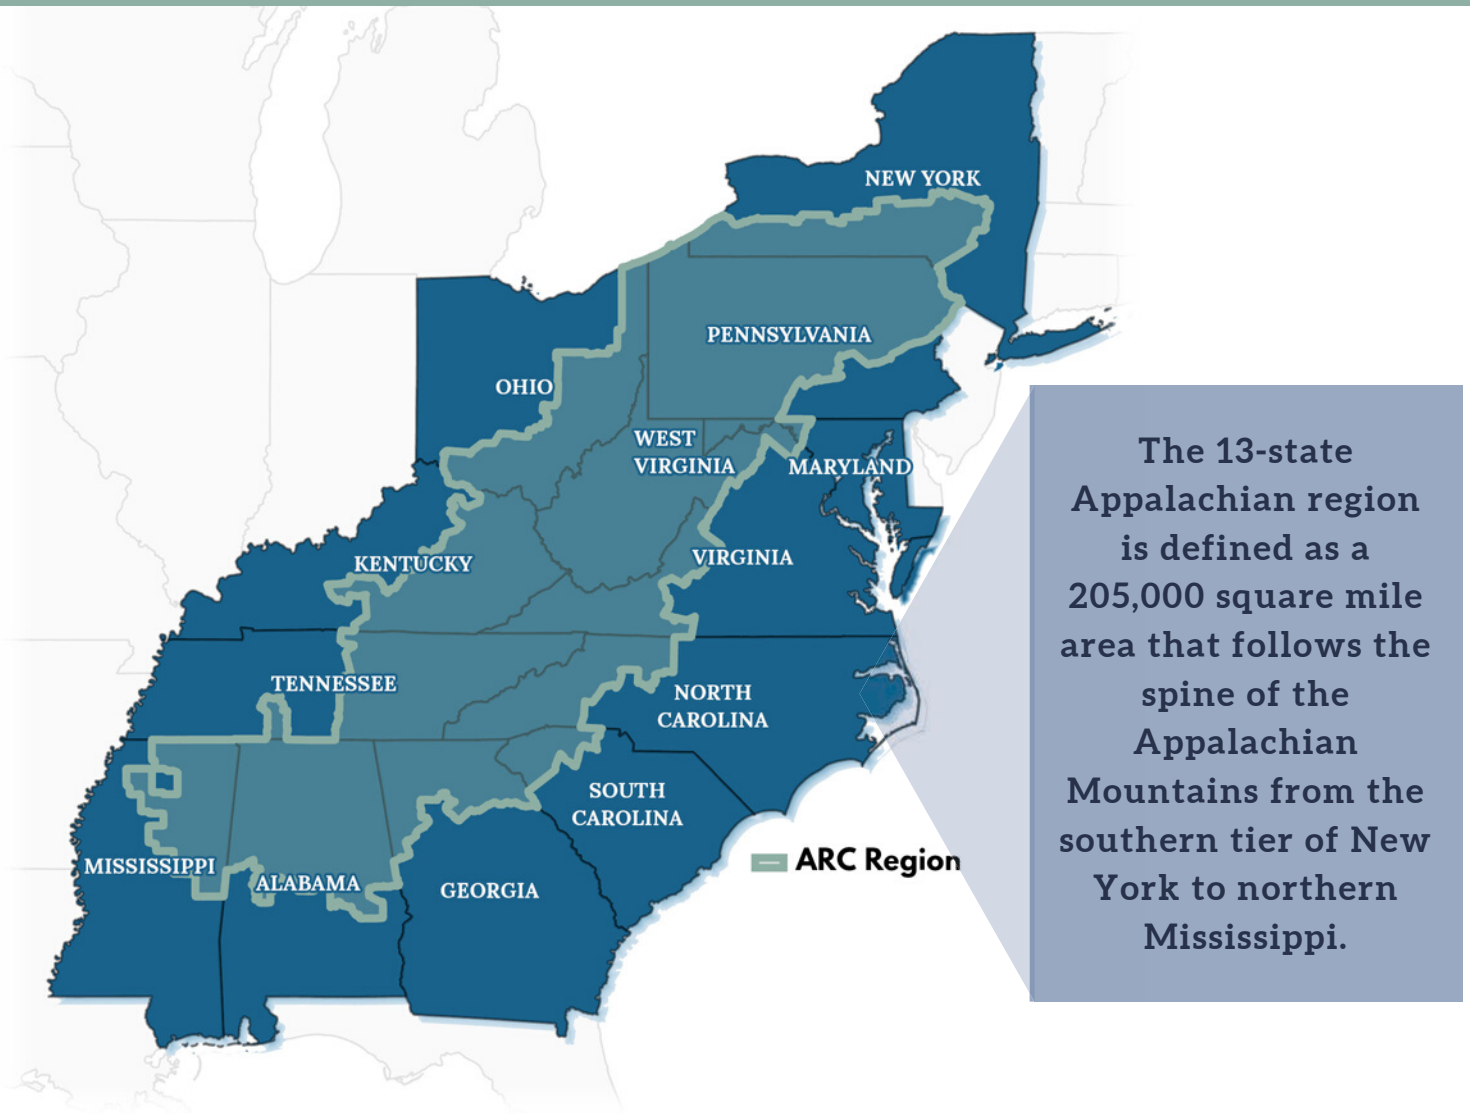 NEW YORK
PENNSYLVANIA
OHIO
WEST
VIRGINIA
MARYLAND
KENTUCKY
VIRGINIA
TENNESSEE
NORTH
CAROLINA
SOUTH
CAROLINA
MISSISSIPPI
ALABAMA
GEORGIA
ARC Region
The 13-state
Appalachian region
is defined as a
205,000 square mile
area that follows the
spine of the
Appalachian
Mountains from the
southern tier of New
York to northern
Mississippi.